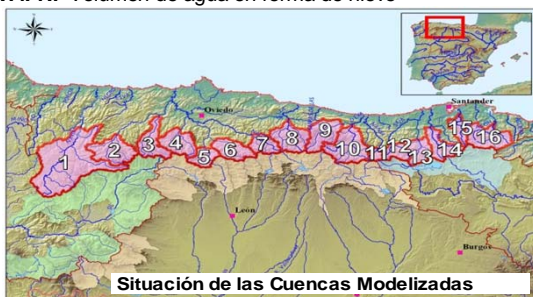 Volumen de agua en forma de nieve
Oviedo
Santander
1
2
3
4
5
6
7
8
9
10
11
12
13
14
15
16
León
Burgos
Situación de las Cuencas Modelizadas